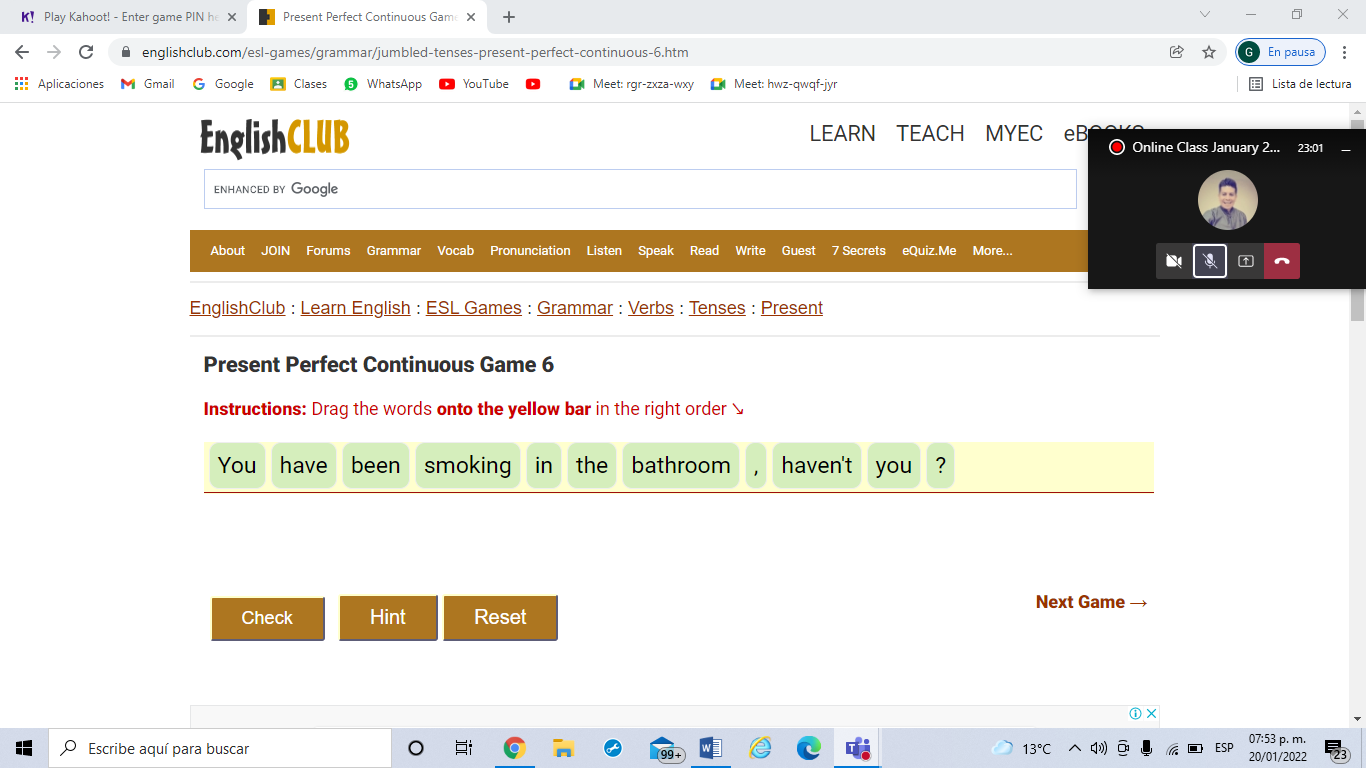 Play Kahoot! - Enter game PIN he
Present Perfect Continuous Game
englishclub.com/esl-games/grammar/jumbled-tenses-present-perfect-continuous-6.htm
G En pausa
Aplicaciones Gmail Google Clases 5 WhatsApp YouTube Meet: rgr-zxza-wxy Meet: hwz-qwqf-jyr Lista de lectura
EnglishCLUB
LEARN TEACH MYEC eBOOKS
Online Class January 2... 23:01
ENHANCED BY Google
About JOIN Forums Grammar Vocab Pronunciation Listen Speak Read Write Guest 7 Secrets eQuiz.Me More...
EnglishClub : Learn English : ESL Games : Grammar : Verbs : Tenses : Present
Present Perfect Continuous Game 6
Instructions: Drag the words onto the yellow bar in the right order ↘
You have been smoking in the bathroom , haven't you ?
Check Hint Reset
Next Game →
Escribe aquí para buscar
99+
13°C
ESP
07:53 p. m.
20/01/2022
23